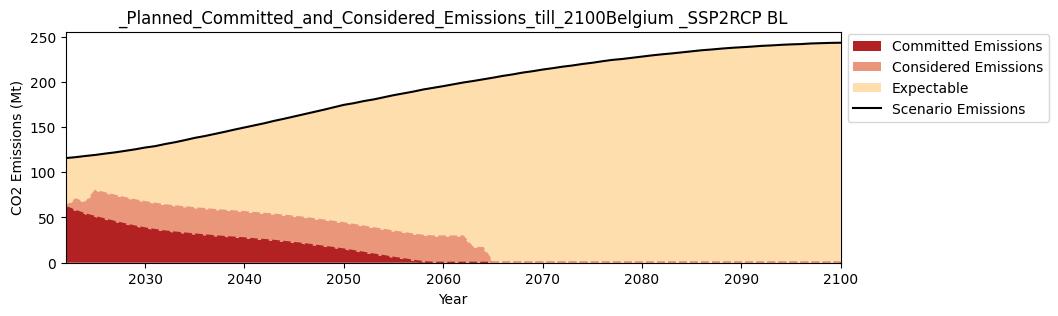 _Planned_Committed_and_Considered_Emissions_till_2100Belgium _SSP2RCP BL
CO2 Emissions (Mt)
250
200
150
100
50
0
2030 2040 2050 2060 2070 2080 2090 2100
Year
Committed Emissions
Considered Emissions
Expectable
Scenario Emissions